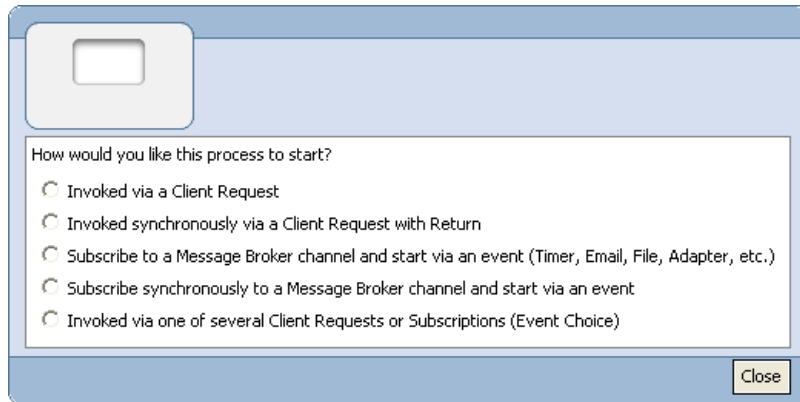 How would you like this process to start?
Invoked via a Client Request
Invoked synchronously via a Client Request with Return
Subscribe to a Message Broker channel and start via an event (Timer, Email, File, Adapter, etc.)
Subscribe synchronously to a Message Broker channel and start via an event
Invoked via one of several Client Requests or Subscriptions (Event Choice)
Close